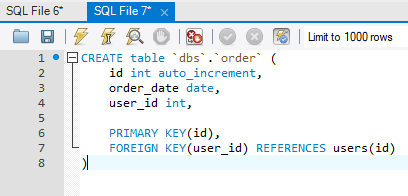 SQL File 6* SQL File 7*
Limit to 1000 rows
1 CREATE table `dbs`.`order` (
2 id int auto_increment,
3 order_date date,
4 user_id int,
5
6 PRIMARY KEY(id),
7 FOREIGN KEY(user_id) REFERENCES users(id)
8 )